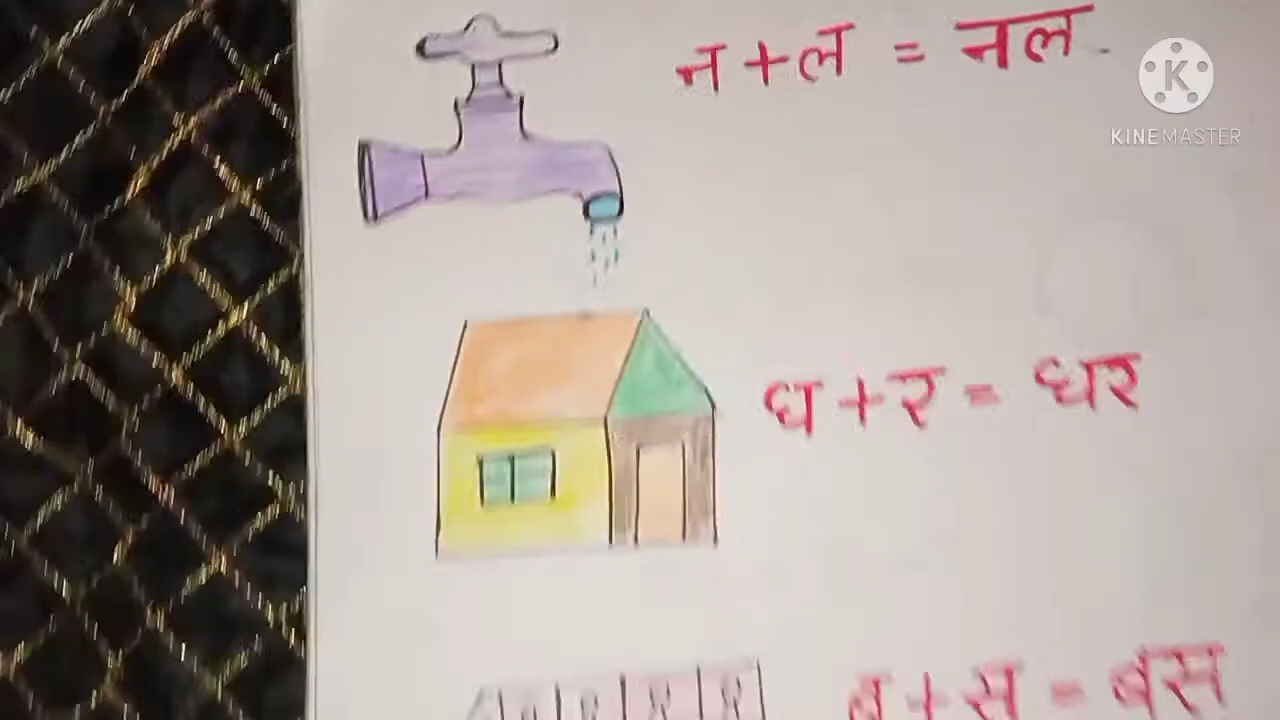 न + ल = नल
KINEMASTER
घ + र = घर
ब + स = बस